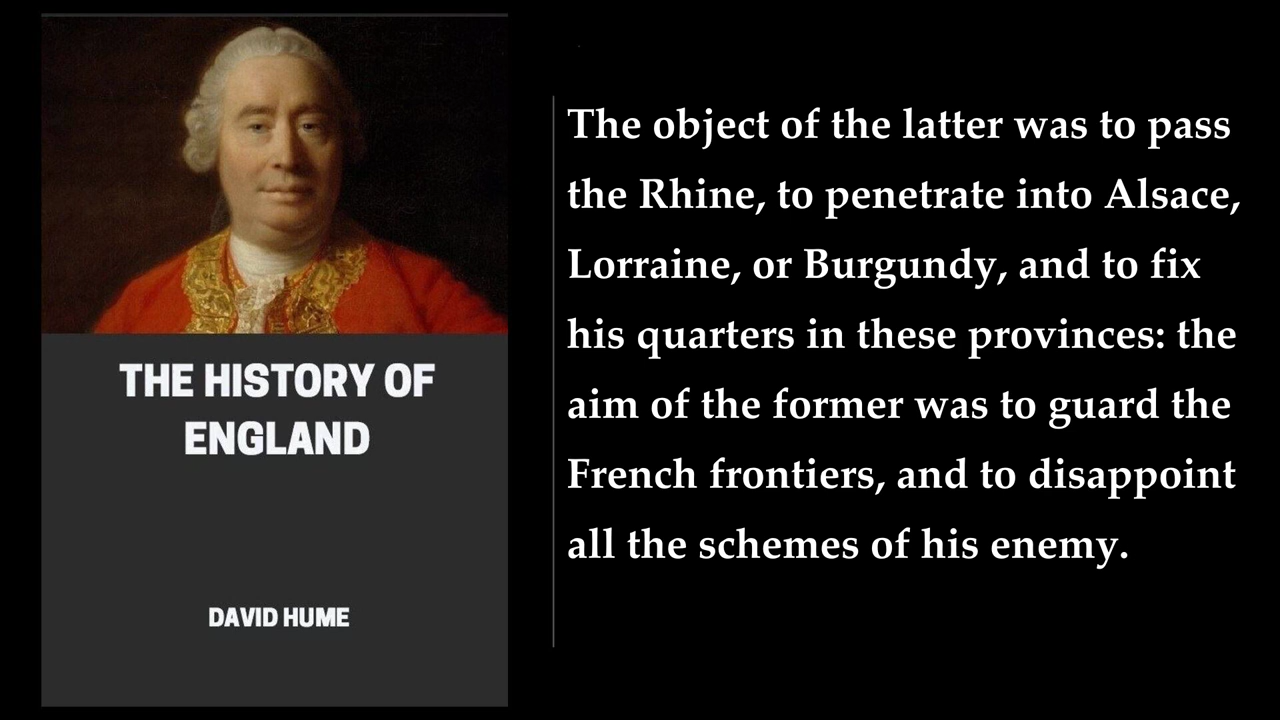 THE HISTORY OF
ENGLAND
DAVID HUME
The object of the latter was to pass
the Rhine, to penetrate into Alsace,
Lorraine, or Burgundy, and to fix
his quarters in these provinces: the
aim of the former was to guard the
French frontiers, and to disappoint
all the schemes of his enemy.